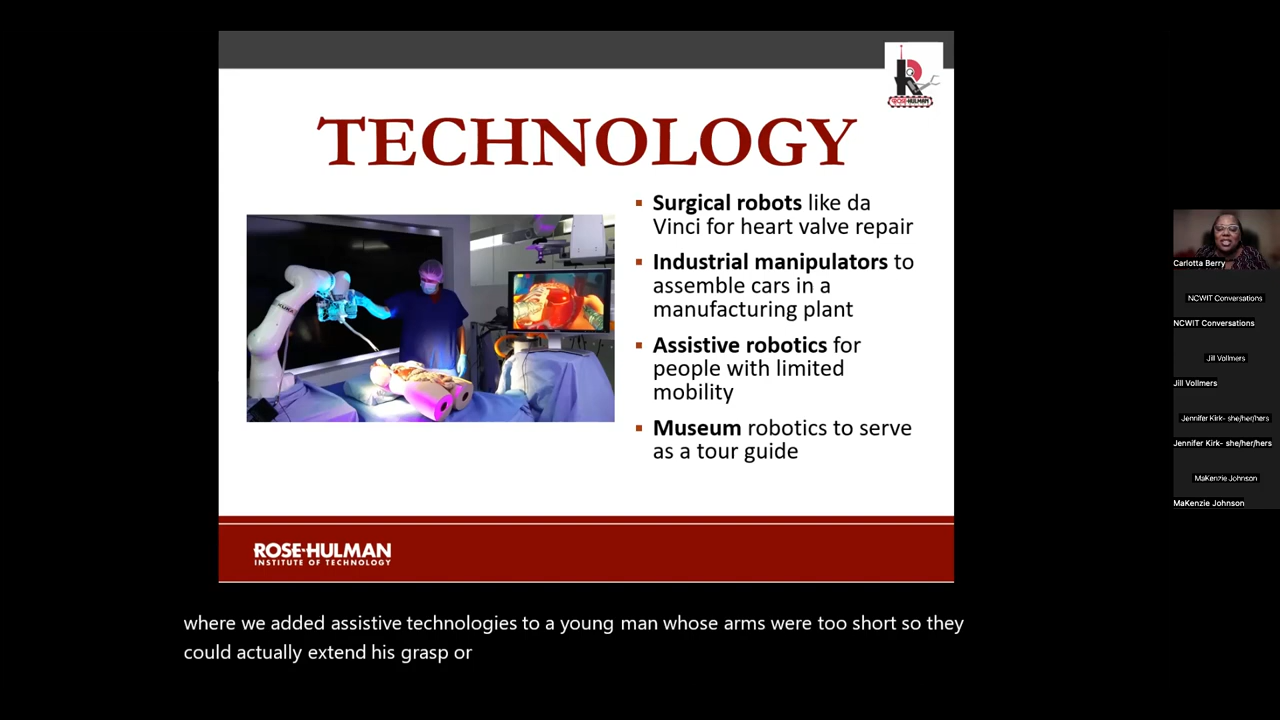 TECHNOLOGY
Surgical robots like da
Vinci for heart valve repair
Industrial manipulators to
assemble cars in a
manufacturing plant
Assistive robotics for
people with limited
mobility
Museum robotics to serve
as a tour guide
ROSE-HULMAN
ROSE-HULMAN
INSTITUTE OF TECHNOLOGY
where we added assistive technologies to a young man whose arms were too short so they
could actually extend his grasp or
Carlotta Berry
NCWIT Conversations
NCWIT Conversations
Jill Vollmers
Jill Vollmers
Jennifer Kirk- she/her/hers
Jennifer Kirk- she/her/hers
MaKenzie Johnson
MaKenzie Johnson